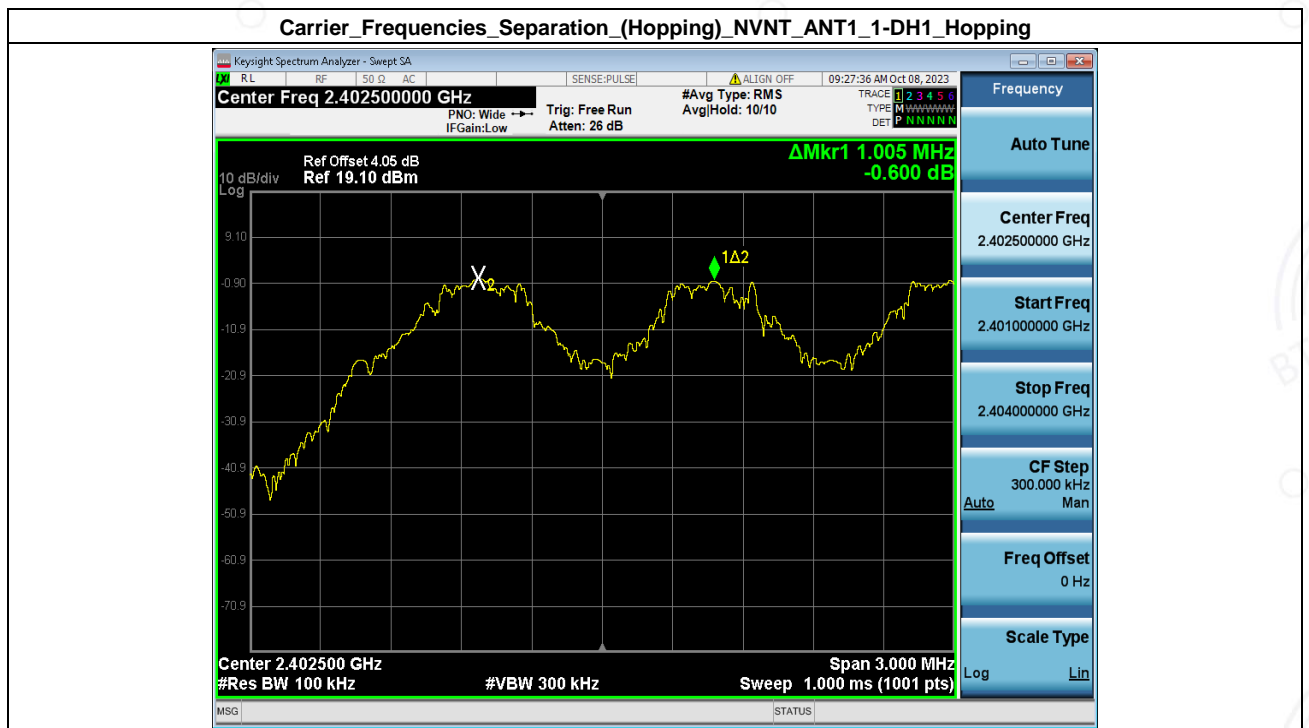 Carrier_Frequencies_Separation_(Hopping)_NVNT_ANT1_1-DH1_Hopping
Keysight Spectrum Analyzer - Swept SA
LXI RL RF 50 Ω AC SENSE:PULSE ALIGN OFF 09:27:36 AM Oct 08, 2023
Center Freq 2.402500000 GHz
PNO: Wide
IFGain:Low
Trig: Free Run
Atten: 26 dB
#Avg Type: RMS
Avg|Hold: 10/10
TRACE 1 2 3 4 5 6
TYPE M WWWWW
DET P N N N N N
ΔMkr1 1.005 MHz
-0.600 dB
Ref Offset 4.05 dB
10 dB/div Ref 19.10 dBm
Log
9.10
-0.90
-10.9
-20.9
-30.9
-40.9
-50.9
-60.9
-70.9
X2
1Δ2
Center 2.402500 GHz Span 3.000 MHz
#Res BW 100 kHz #VBW 300 kHz Sweep 1.000 ms (1001 pts)
MSG STATUS
Frequency
Auto Tune
Center Freq
2.402500000 GHz
Start Freq
2.401000000 GHz
Stop Freq
2.404000000 GHz
CF Step
300.000 kHz
Auto Man
Freq Offset
0 Hz
Scale Type
Log Lin